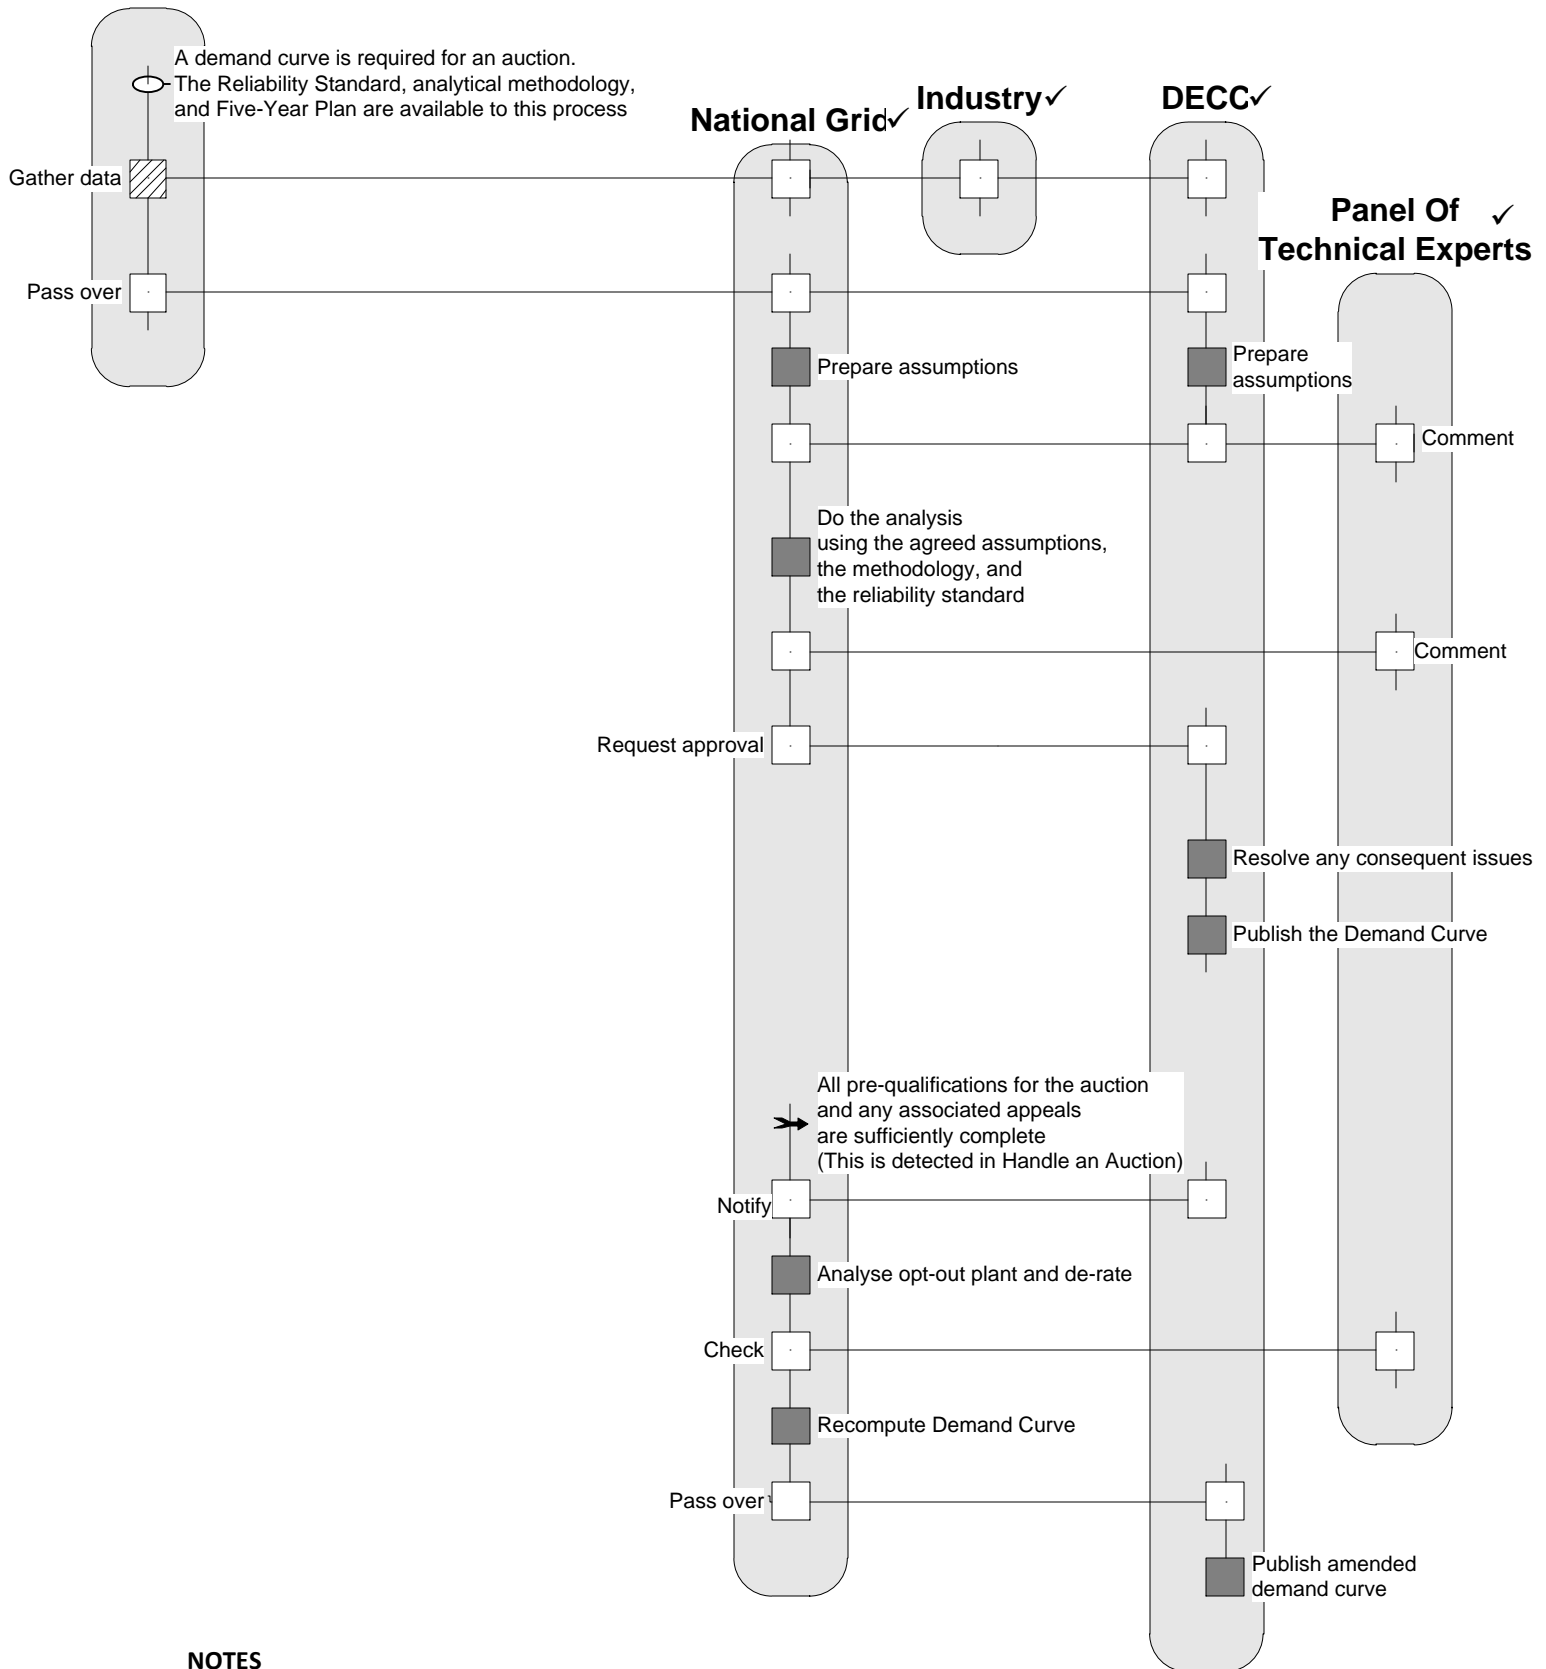 A demand curve is required for an auction.
The Reliability Standard, analytical methodology,
and Five-Year Plan are available to this process
National Grid✓
Industry✓
DECC✓
Gather data
Panel Of ✓
Technical Experts
Pass over
Prepare assumptions
Prepare
assumptions
Comment
Do the analysis
using the agreed assumptions,
the methodology, and
the reliability standard
Comment
Request approval
Resolve any consequent issues
Publish the Demand Curve
All pre-qualifications for the auction
and any associated appeals
are sufficiently complete
(This is detected in Handle an Auction)
Notify
Analyse opt-out plant and de-rate
Check
Recompute Demand Curve
Pass over
Publish amended
demand curve
NOTES